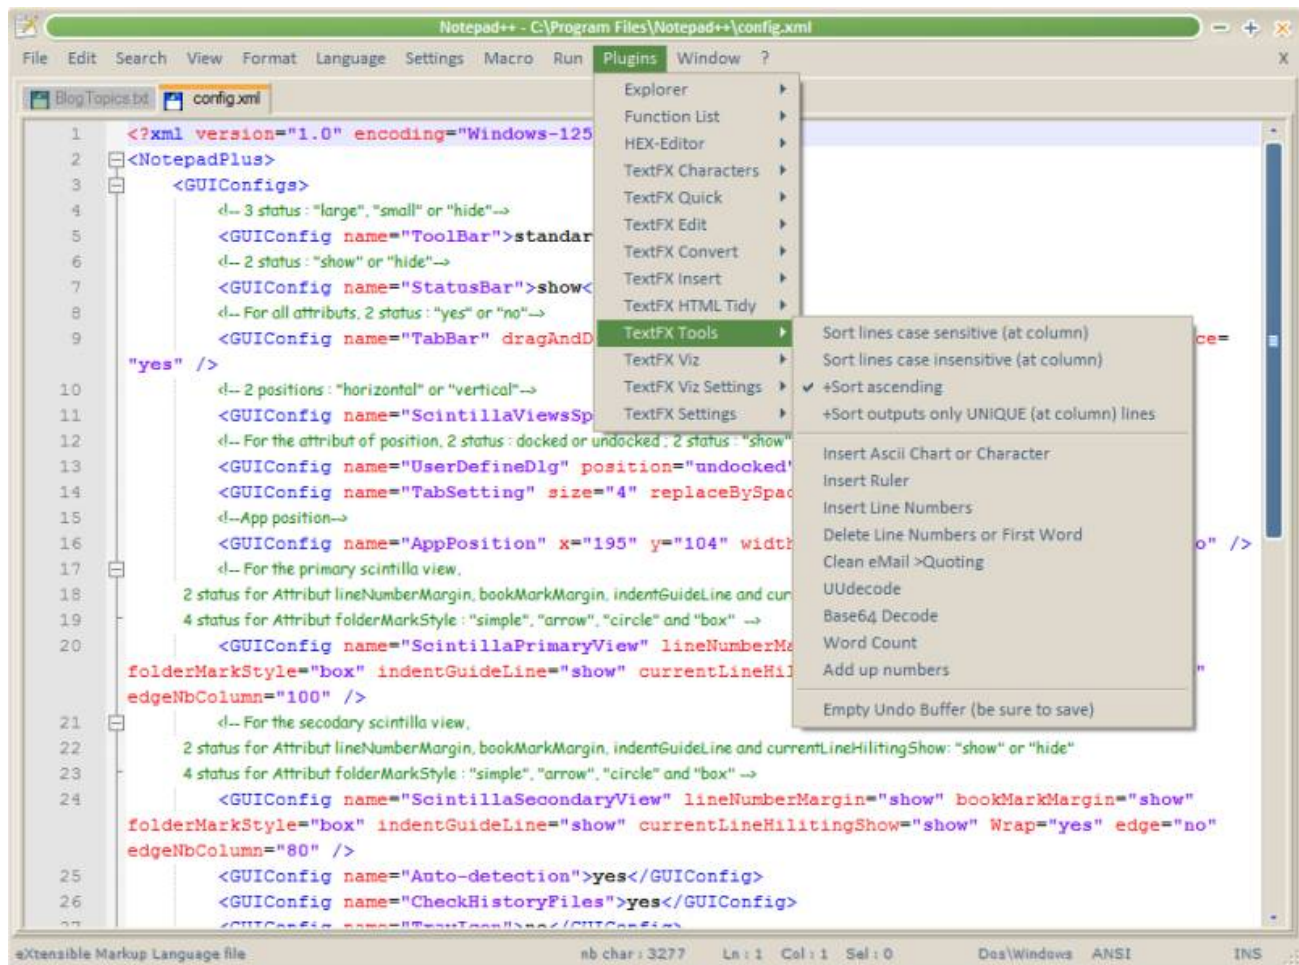 Notepad++ - C:\Program Files\Notepad++\config.xml
File Edit Search View Format Language Settings Macro Run Plugins Window ? X
BlogTopics.txt config.xml
1 <?xml version="1.0" encoding="Windows-125
2 <NotepadPlus>
3 <GUIConfigs>
4 <!-- 3 status : "large", "small" or "hide"-->
5 <GUIConfig name="ToolBar">standar
6 <!-- 2 status : "show" or "hide"-->
7 <GUIConfig name="StatusBar">show<
8 <!-- For all attributs, 2 status : "yes" or "no"-->
9 <GUIConfig name="TabBar" dragAndD ce=
"yes" />
10 <!-- 2 positions : "horizontal" or "vertical"-->
11 <GUIConfig name="ScintillaViewsSp
12 <!-- For the attribut of position, 2 status : docked or undocked ; 2 status : "show"
13 <GUIConfig name="UserDefineDlg" position="undocked"
14 <GUIConfig name="TabSetting" size="4" replaceBySpac
15 <!--App position-->
16 <GUIConfig name="AppPosition" x="195" y="104" width o" />
17 <!-- For the primary scintilla view,
18 2 status for Attribut lineNumberMargin, bookMarkMargin, indentGuideLine and cur
19 4 status for Attribut folderMarkStyle : "simple", "arrow", "circle" and "box" -->
20 <GUIConfig name="ScintillaPrimaryView" lineNumberMa
folderMarkStyle="box" indentGuideLine="show" currentLineHil "
edgeNbColumn="100" />
21 <!-- For the secodary scintilla view,
22 2 status for Attribut lineNumberMargin, bookMarkMargin, indentGuideLine and currentLineHilitingShow: "show" or "hide"
23 4 status for Attribut folderMarkStyle : "simple", "arrow", "circle" and "box" -->
24 <GUIConfig name="ScintillaSecondaryView" lineNumberMargin="show" bookMarkMargin="show"
folderMarkStyle="box" indentGuideLine="show" currentLineHilitingShow="show" Wrap="yes" edge="no"
edgeNbColumn="80" />
25 <GUIConfig name="Auto-detection">yes</GUIConfig>
26 <GUIConfig name="CheckHistoryFiles">yes</GUIConfig>
27 <GUIConfig name="TrayIcon">no</GUIConfig>
Explorer
Function List
HEX-Editor
TextFX Characters
TextFX Quick
TextFX Edit
TextFX Convert
TextFX Insert
TextFX HTML Tidy
TextFX Tools
TextFX Viz
TextFX Viz Settings
TextFX Settings
Sort lines case sensitive (at column)
Sort lines case insensitive (at column)
+Sort ascending
+Sort outputs only UNIQUE (at column) lines
Insert Ascii Chart or Character
Insert Ruler
Insert Line Numbers
Delete Line Numbers or First Word
Clean eMail >Quoting
UUdecode
Base64 Decode
Word Count
Add up numbers
Empty Undo Buffer (be sure to save)
eXtensible Markup Language file nb char : 3277 Ln : 1 Col : 1 Sel : 0 Dos\Windows ANSI INS